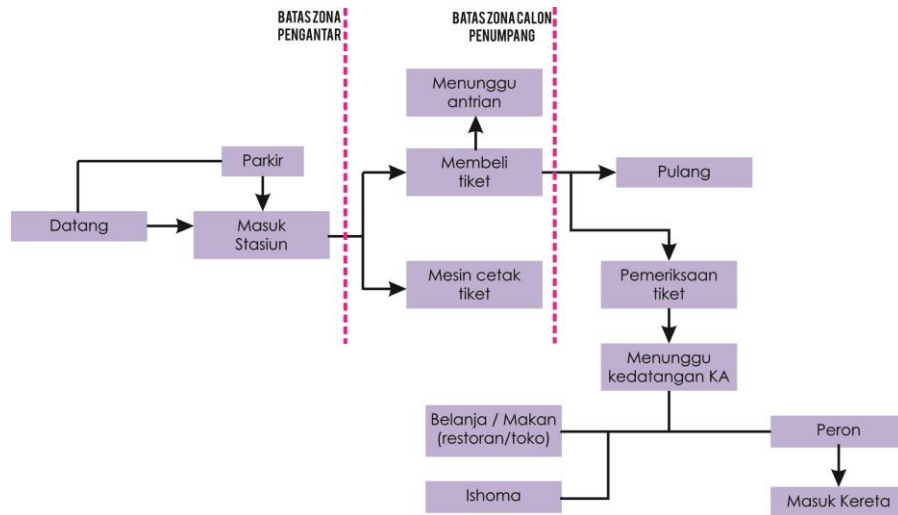 BATAS ZONA
PENGANTAR
BATAS ZONA CALON
PENUMPANG
Menunggu
antrian
Parkir
Membeli
tiket
Pulang
Datang
Masuk
Stasiun
Mesin cetak
tiket
Pemeriksaan
tiket
Menunggu
kedatangan KA
Belanja / Makan
(restoran/toko)
Peron
Ishoma
Masuk Kereta